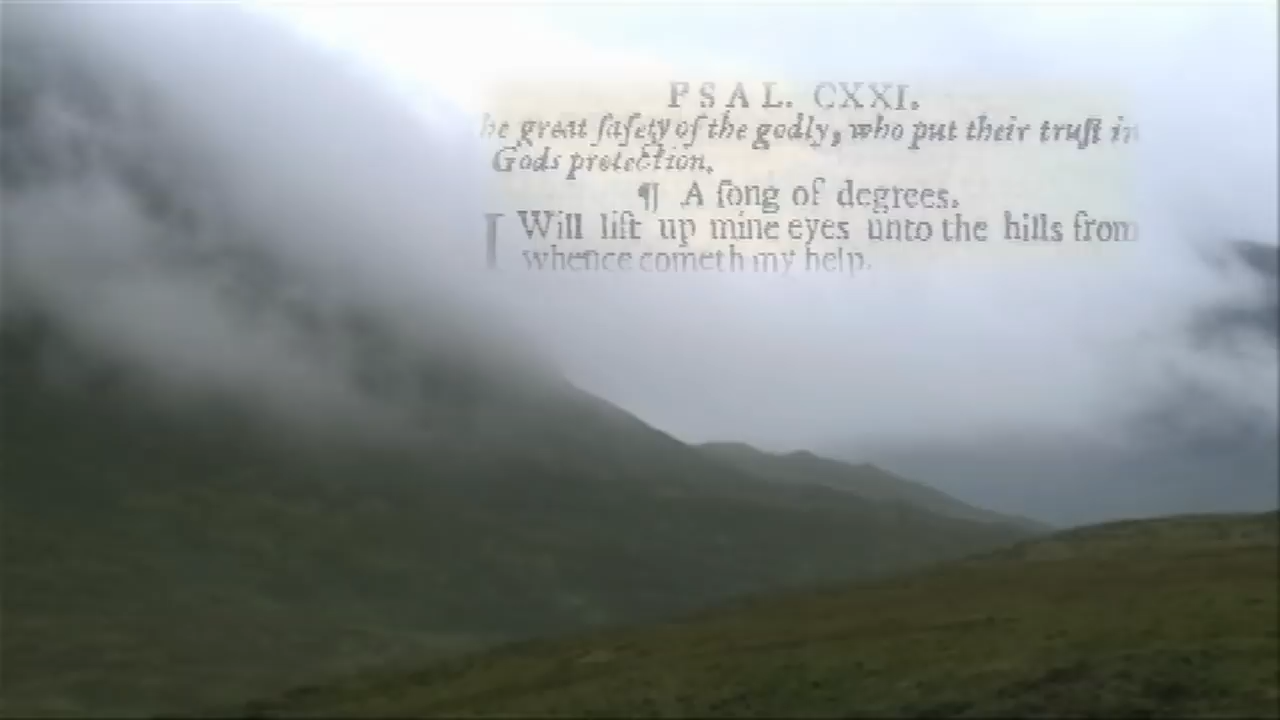 PSAL. CXXI.
he great ſafety of the godly, who put their truſt in
Gods protection.
¶ A ſong of degrees.
I Will lift up mine eyes unto the hills from
whence cometh my help.